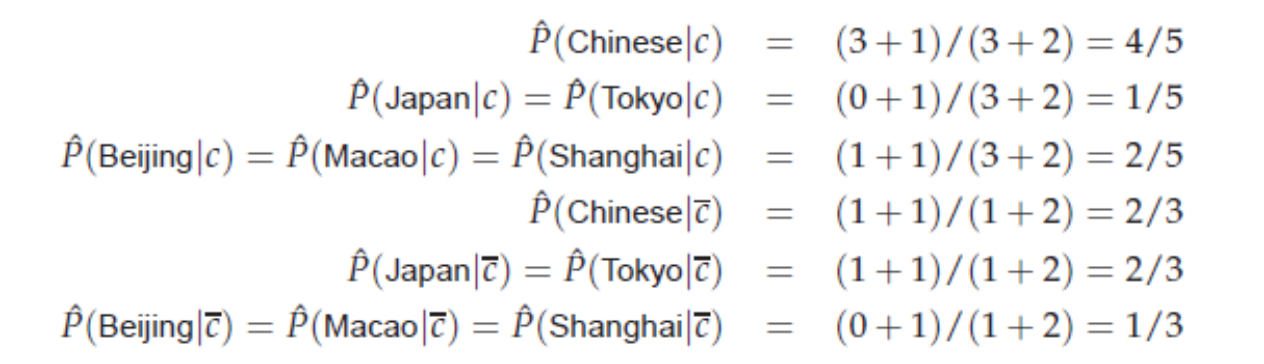 P̂(Chinese|c) = (3 + 1)/(3 + 2) = 4/5
P̂(Japan|c) = P̂(Tokyo|c) = (0 + 1)/(3 + 2) = 1/5
P̂(Beijing|c) = P̂(Macao|c) = P̂(Shanghai|c) = (1 + 1)/(3 + 2) = 2/5
P̂(Chinese|c̅) = (1 + 1)/(1 + 2) = 2/3
P̂(Japan|c̅) = P̂(Tokyo|c̅) = (1 + 1)/(1 + 2) = 2/3
P̂(Beijing|c̅) = P̂(Macao|c̅) = P̂(Shanghai|c̅) = (0 + 1)/(1 + 2) = 1/3